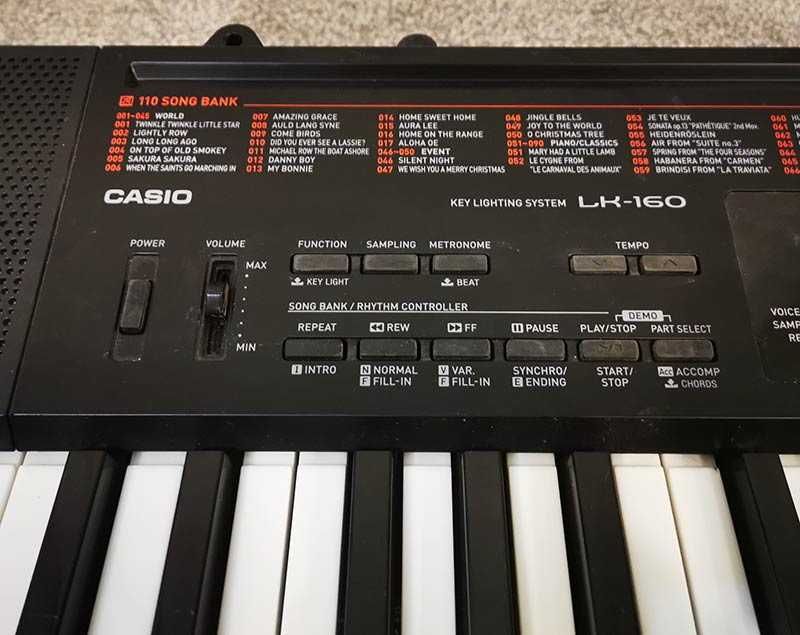 110 SONG BANK
001~045 WORLD
001 TWINKLE TWINKLE LITTLE STAR
002 LIGHTLY ROW
003 LONG LONG AGO
004 ON TOP OF OLD SMOKEY
005 SAKURA SAKURA
006 WHEN THE SAINTS GO MARCHING IN
007 AMAZING GRACE
008 AULD LANG SYNE
009 COME BIRDS
010 DID YOU EVER SEE A LASSIE?
011 MICHAEL ROW THE BOAT ASHORE
012 DANNY BOY
013 MY BONNIE
014 HOME SWEET HOME
015 AURA LEE
016 HOME ON THE RANGE
017 ALOHA OE
046~050 EVENT
046 SILENT NIGHT
047 WE WISH YOU A MERRY CHRISTMAS
048 JINGLE BELLS
049 JOY TO THE WORLD
050 O CHRISTMAS TREE
051~090 PIANO/CLASSICS
051 MARY HAD A LITTLE LAMB
052 LE CYGNE FROM
"LE CARNAVAL DES ANIMAUX"
053 JE TE VEUX
054 SONATA op.13 "PATHÉTIQUE" 2nd Mov.
055 HEIDENRÖSLEIN
056 AIR FROM "SUITE no.3"
057 SPRING FROM "THE FOUR SEASONS"
058 HABANERA FROM "CARMEN"
059 BRINDISI FROM "LA TRAVIATA"
060
061
062
063
064
CASIO
KEY LIGHTING SYSTEM LK-160
POWER
VOLUME
MAX
MIN
FUNCTION
SAMPLING
METRONOME
TEMPO
KEY LIGHT
BEAT
SONG BANK / RHYTHM CONTROLLER
DEMO
REPEAT
REW
FF
PAUSE
PLAY/STOP
PART SELECT
I INTRO
N NORMAL
F FILL-IN
V VAR.
F FILL-IN
SYNCHRO/
E ENDING
START/
STOP
Acc ACCOMP
CHORDS
VOICE
SAMP
RE